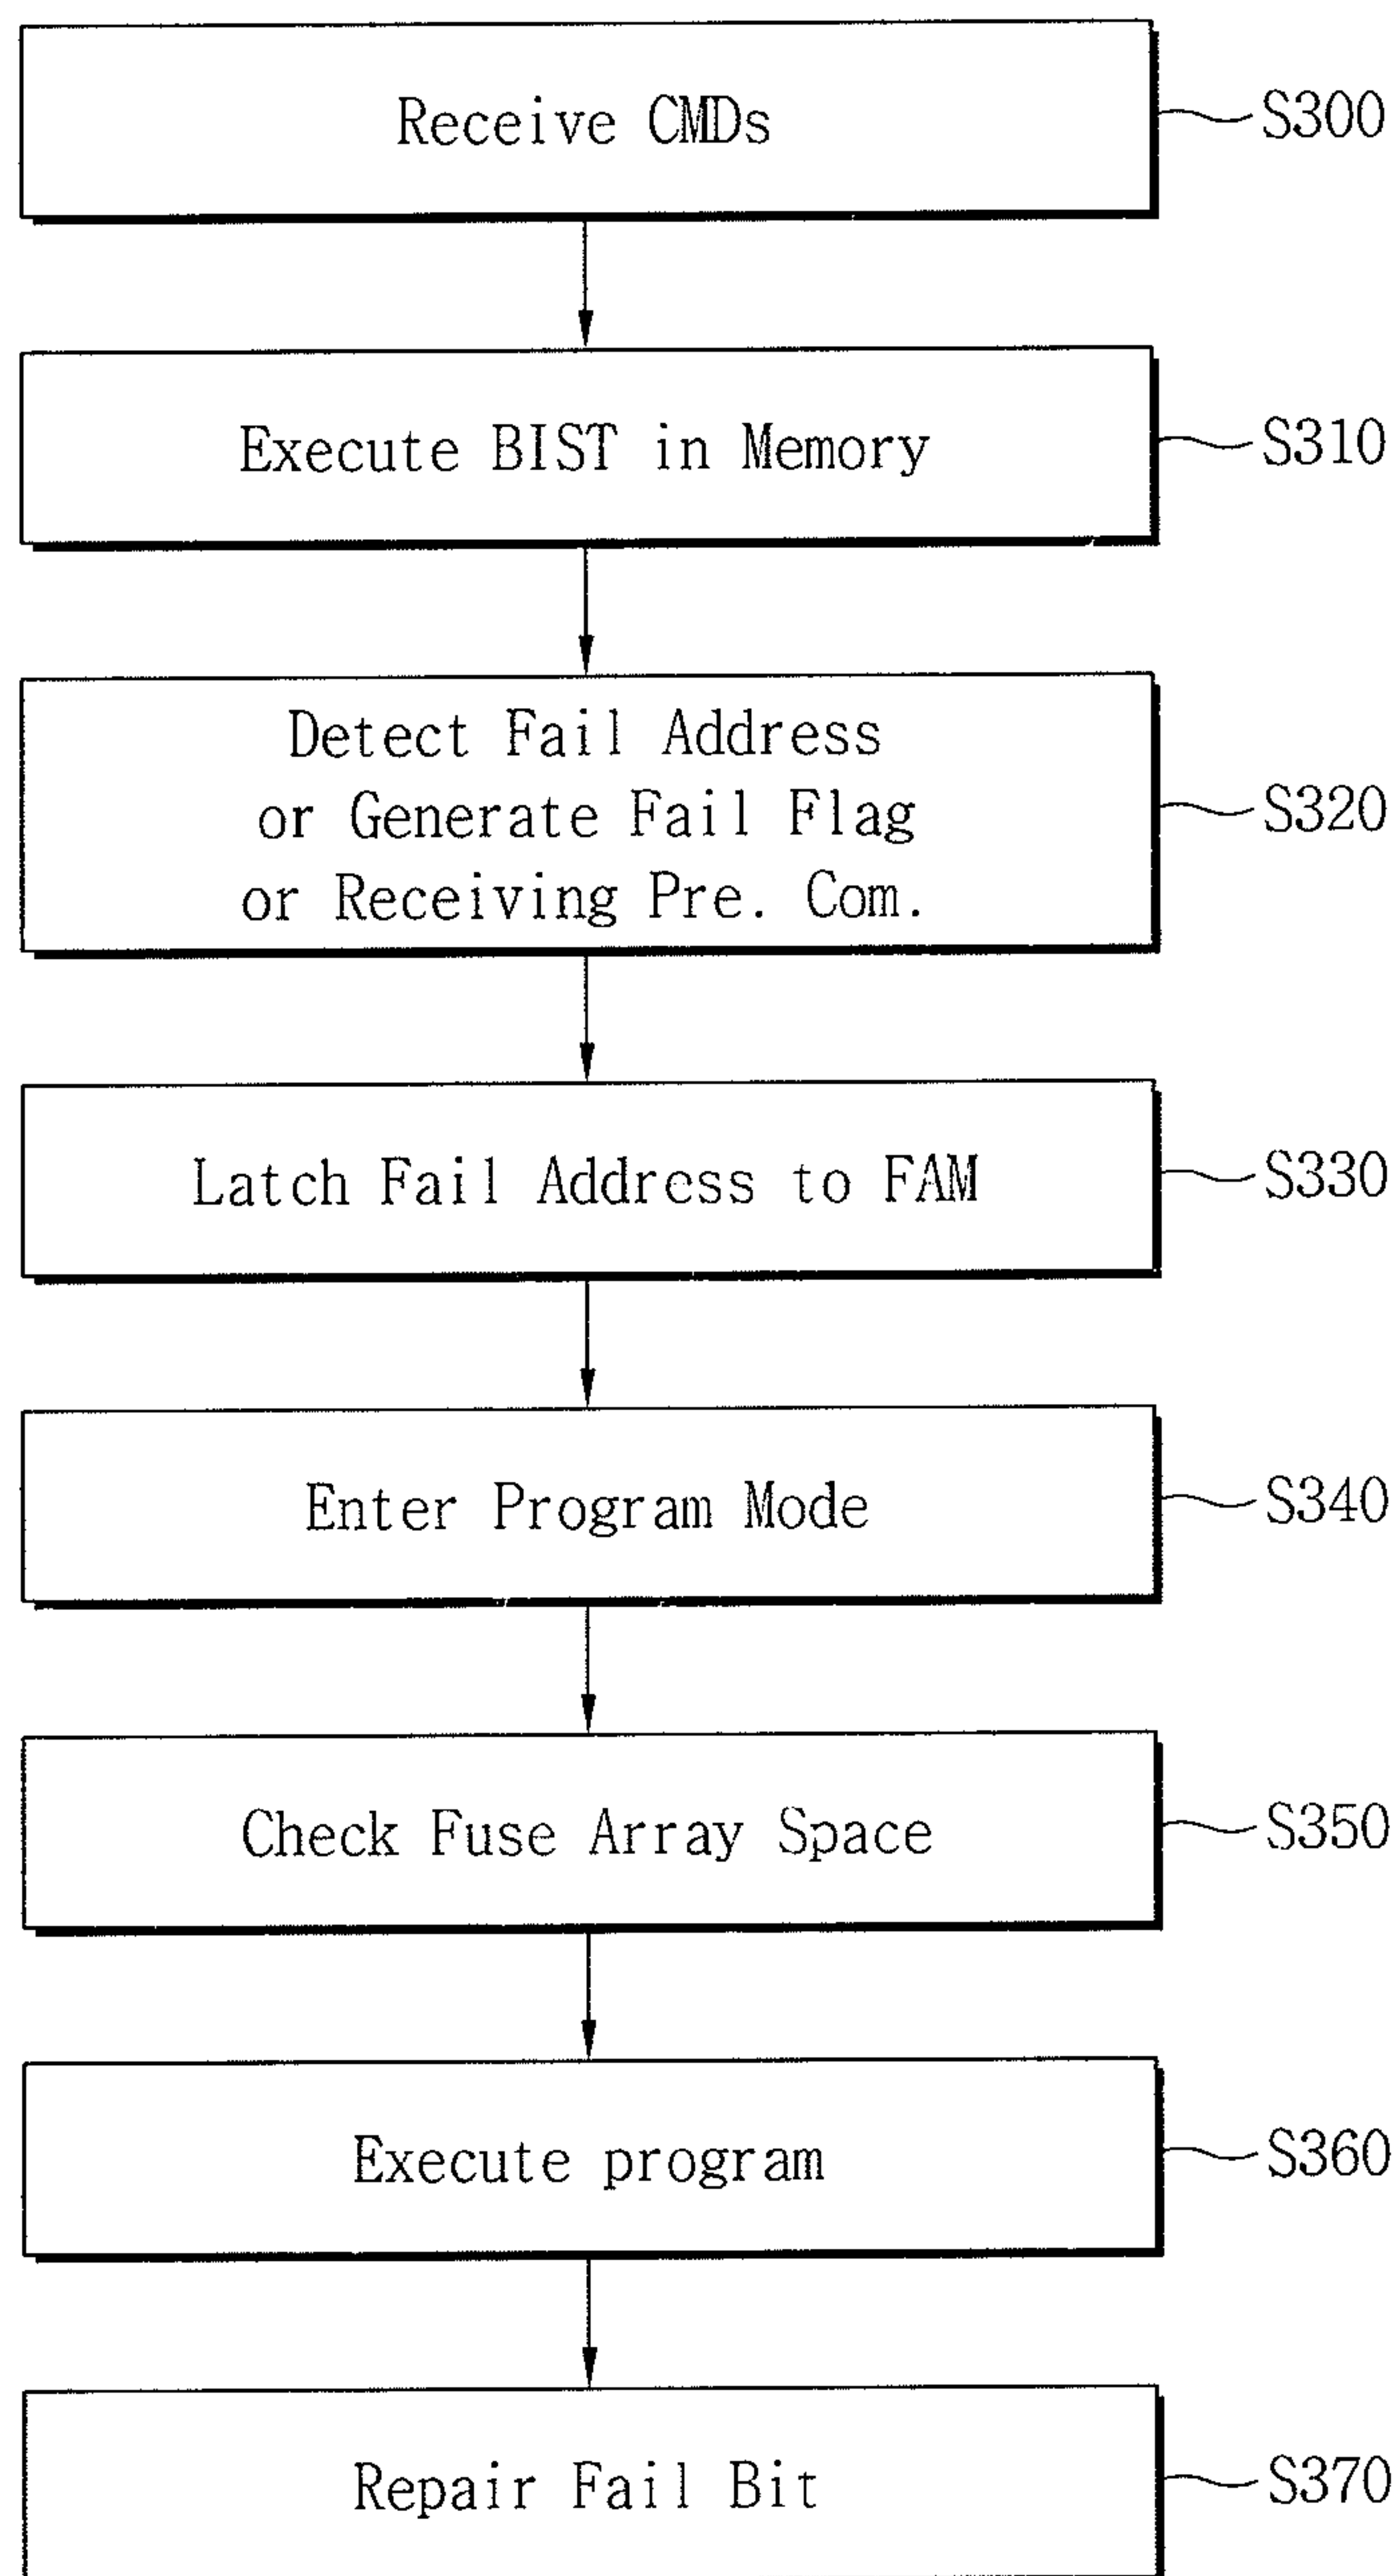 Receive CMDs
S300
Execute BIST in Memory
S310
Detect Fail Address
or Generate Fail Flag
or Receiving Pre. Com.
S320
Latch Fail Address to FAM
S330
Enter Program Mode
S340
Check Fuse Array Space
S350
Execute program
S360
Repair Fail Bit
S370